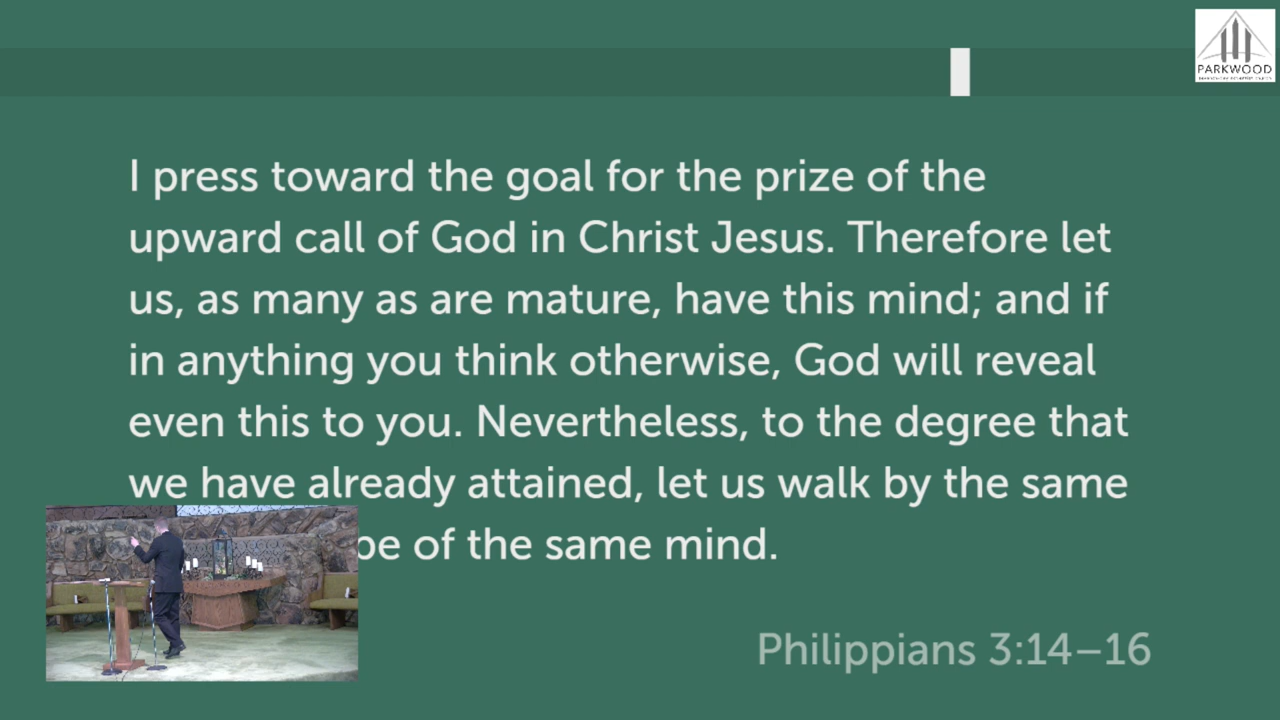 PARKWOOD
I press toward the goal for the prize of the
upward call of God in Christ Jesus. Therefore let
us, as many as are mature, have this mind; and if
in anything you think otherwise, God will reveal
even this to you. Nevertheless, to the degree that
we have already attained, let us walk by the same
be of the same mind.
Philippians 3:14–16